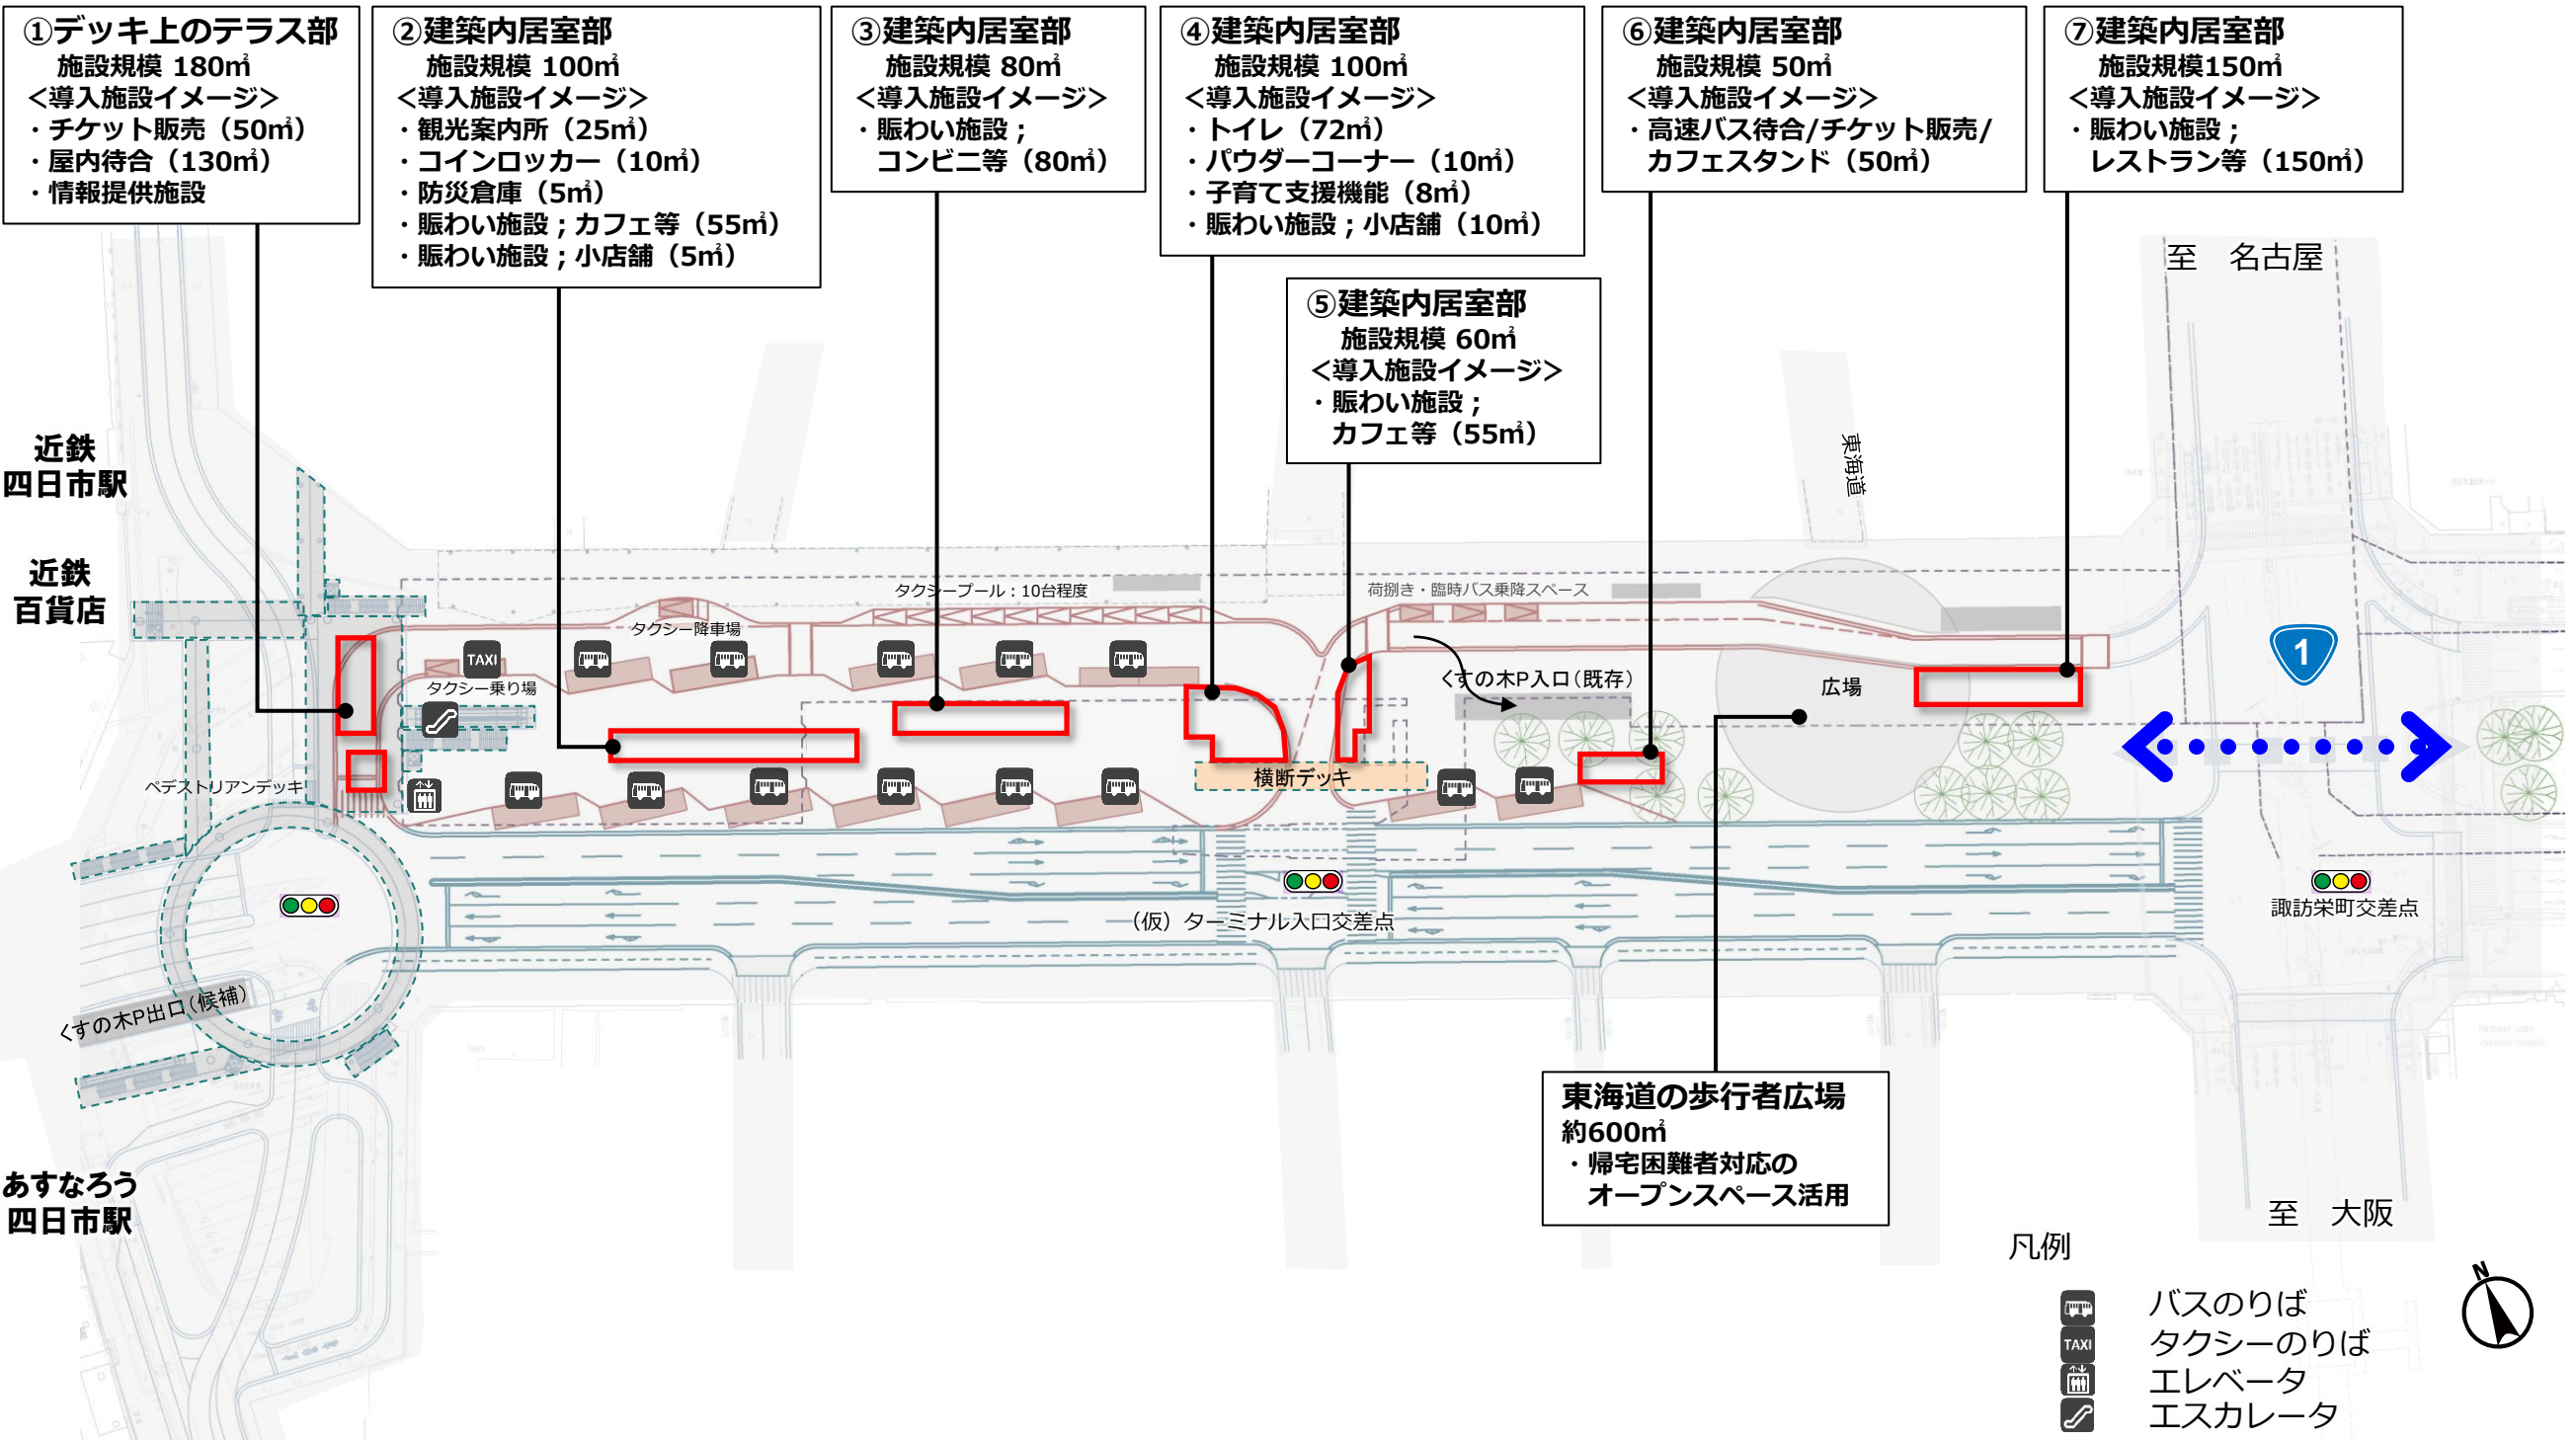 ①デッキ上のテラス部
施設規模 180㎡
＜導入施設イメージ＞
・チケット販売（50㎡）
・屋内待合（130㎡）
・情報提供施設
②建築内居室部
施設規模 100㎡
＜導入施設イメージ＞
・観光案内所（25㎡）
・コインロッカー（10㎡）
・防災倉庫（5㎡）
・賑わい施設；カフェ等（55㎡）
・賑わい施設；小店舗（5㎡）
③建築内居室部
施設規模 80㎡
＜導入施設イメージ＞
・賑わい施設；
コンビニ等（80㎡）
④建築内居室部
施設規模 100㎡
＜導入施設イメージ＞
・トイレ（72㎡）
・パウダーコーナー（10㎡）
・子育て支援機能（8㎡）
・賑わい施設；小店舗（10㎡）
⑤建築内居室部
施設規模 60㎡
＜導入施設イメージ＞
・賑わい施設；
カフェ等（55㎡）
⑥建築内居室部
施設規模 50㎡
＜導入施設イメージ＞
・高速バス待合/チケット販売/
カフェスタンド（50㎡）
⑦建築内居室部
施設規模150㎡
＜導入施設イメージ＞
・賑わい施設；
レストラン等（150㎡）
至　名古屋
近鉄
四日市駅
東海道
近鉄
百貨店
タクシープール：10台程度
荷捌き・臨時バス乗降スペース
タクシー降車場
TAXI
タクシー乗り場
くすの木P入口（既存）
広場
1
ペデストリアンデッキ
横断デッキ
（仮）ターミナル入口交差点
諏訪栄町交差点
くすの木P出口（候補）
東海道の歩行者広場
約600㎡
・帰宅困難者対応の
オープンスペース活用
あすなろう
四日市駅
至　大阪
凡例
N
バスのりば
TAXI タクシーのりば
エレベータ
エスカレータ